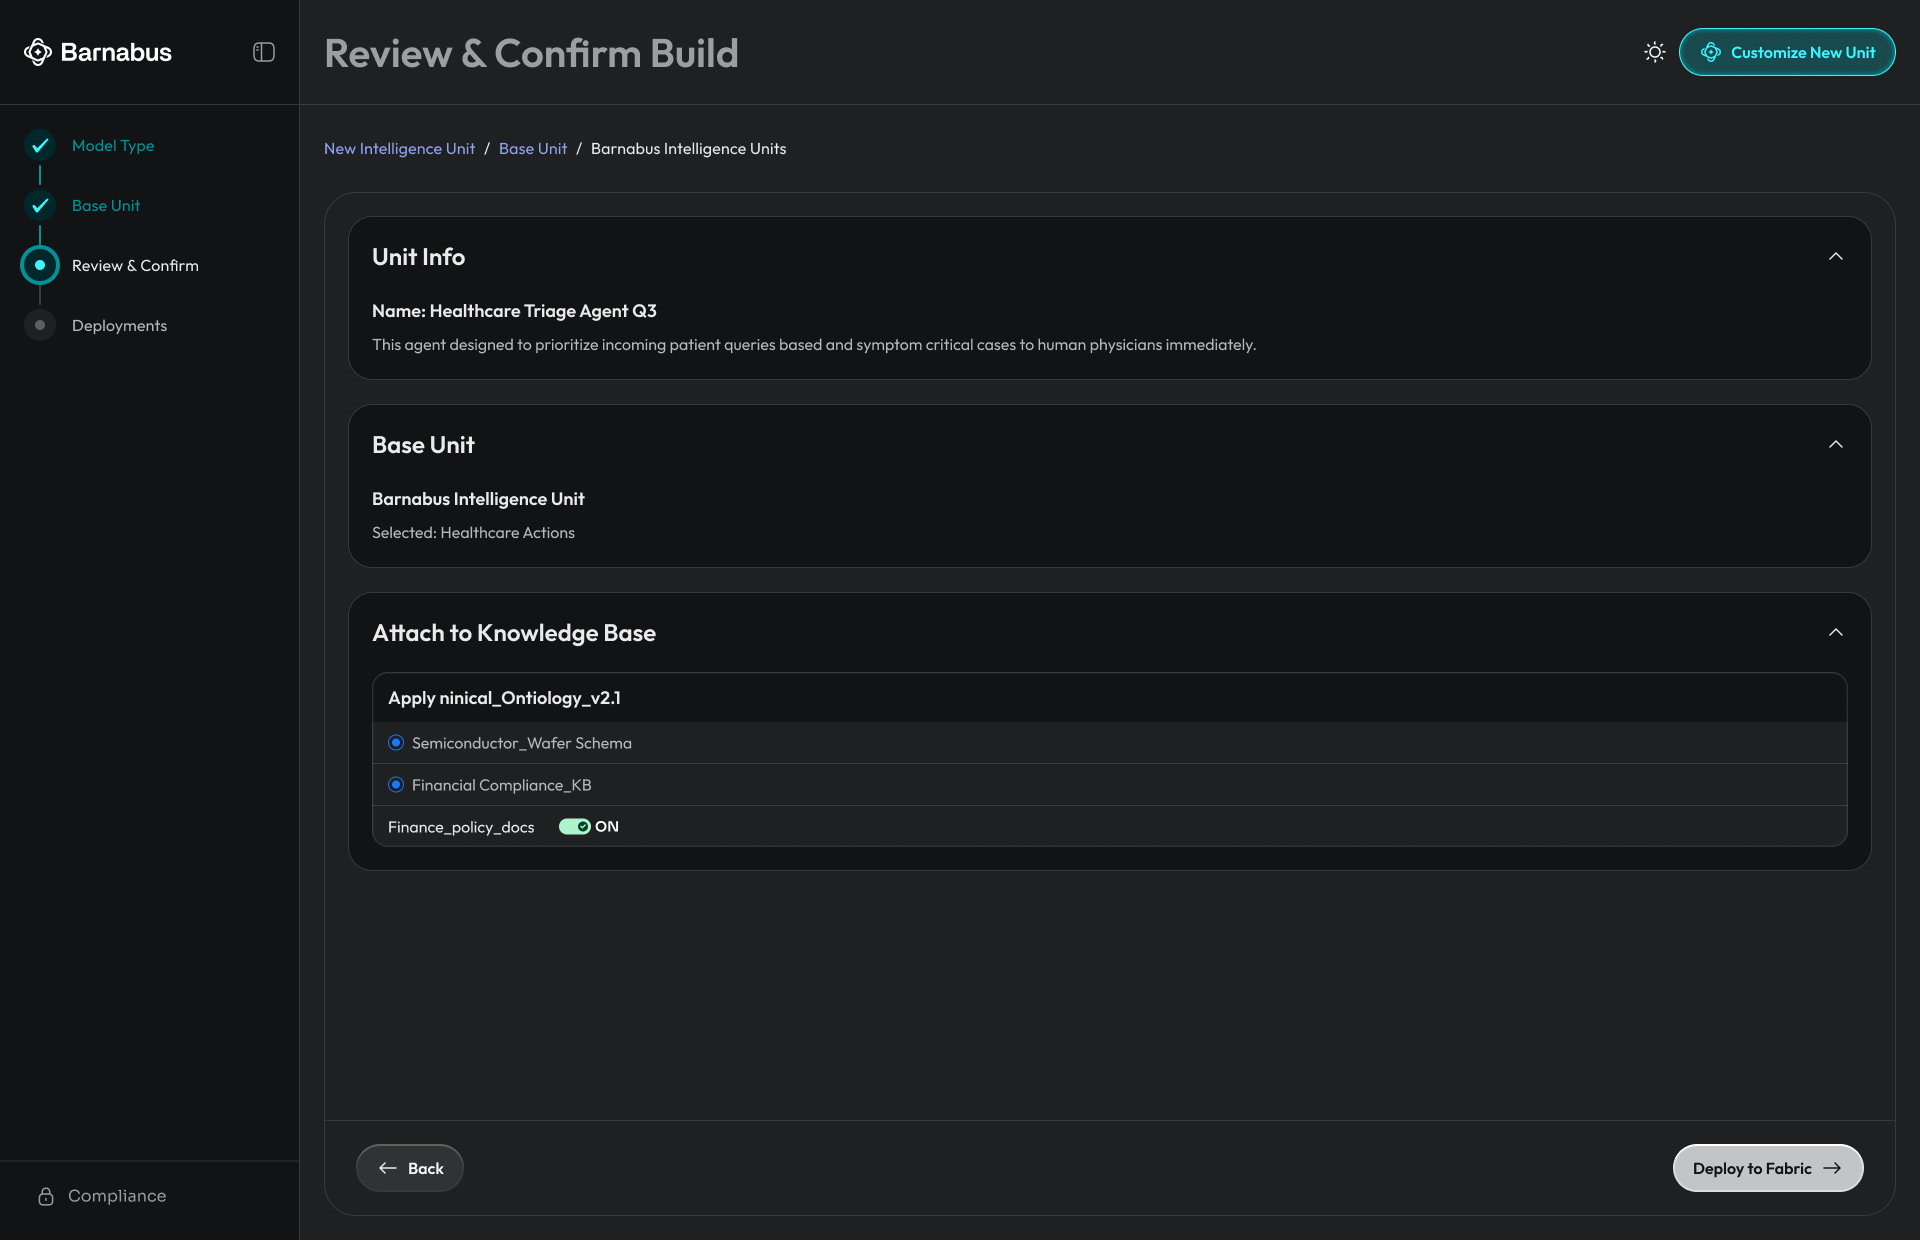 Barnabus
Review & Confirm Build
Customize New Unit
Model Type
Base Unit
Review & Confirm
Deployments
New Intelligence Unit / Base Unit / Barnabus Intelligence Units
Unit Info
Name: Healthcare Triage Agent Q3
This agent designed to prioritize incoming patient queries based and symptom critical cases to human physicians immediately.
Base Unit
Barnabus Intelligence Unit
Selected: Healthcare Actions
Attach to Knowledge Base
Apply ninical_Ontiology_v2.1
Semiconductor_Wafer Schema
Financial Compliance_KB
Finance_policy_docs ON
Back
Deploy to Fabric
Compliance